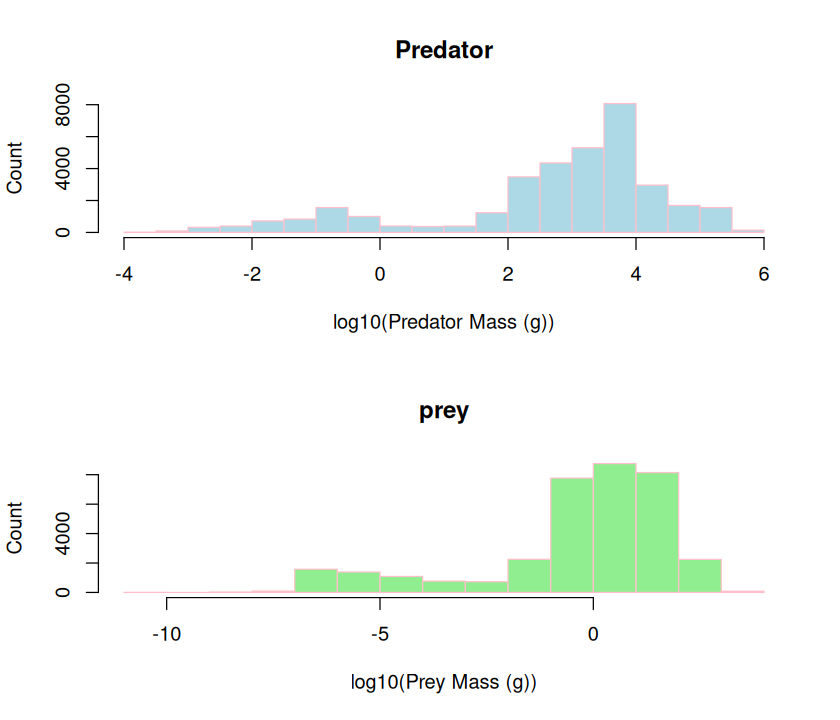 Predator
Count
8000
4000
0
-4 -2 0 2 4 6
log10(Predator Mass (g))
prey
Count
4000
0
-10 -5 0
log10(Prey Mass (g))